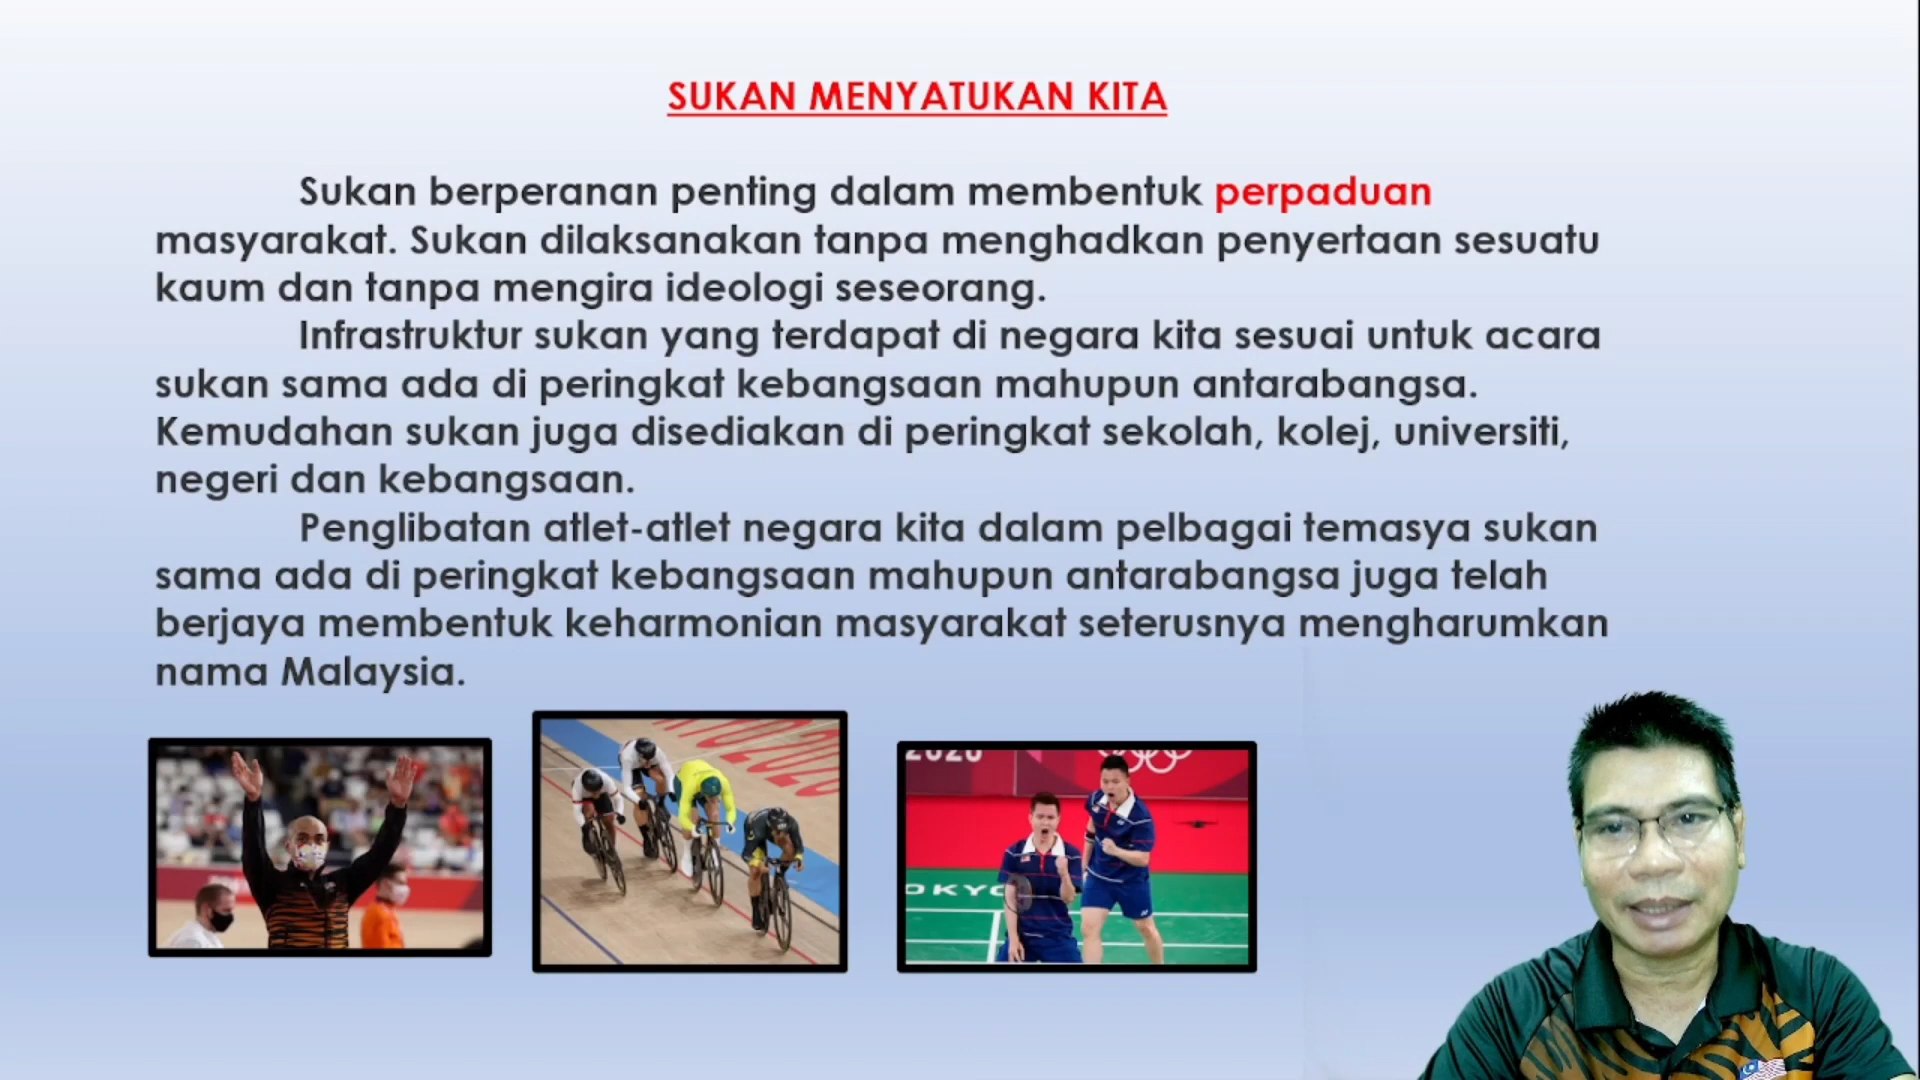 SUKAN MENYATUKAN KITA
Sukan berperanan penting dalam membentuk perpaduan
masyarakat. Sukan dilaksanakan tanpa menghadkan penyertaan sesuatu
kaum dan tanpa mengira ideologi seseorang.
Infrastruktur sukan yang terdapat di negara kita sesuai untuk acara
sukan sama ada di peringkat kebangsaan mahupun antarabangsa.
Kemudahan sukan juga disediakan di peringkat sekolah, kolej, universiti,
negeri dan kebangsaan.
Penglibatan atlet-atlet negara kita dalam pelbagai temasya sukan
sama ada di peringkat kebangsaan mahupun antarabangsa juga telah
berjaya membentuk keharmonian masyarakat seterusnya mengharumkan
nama Malaysia.
2020
OKYO